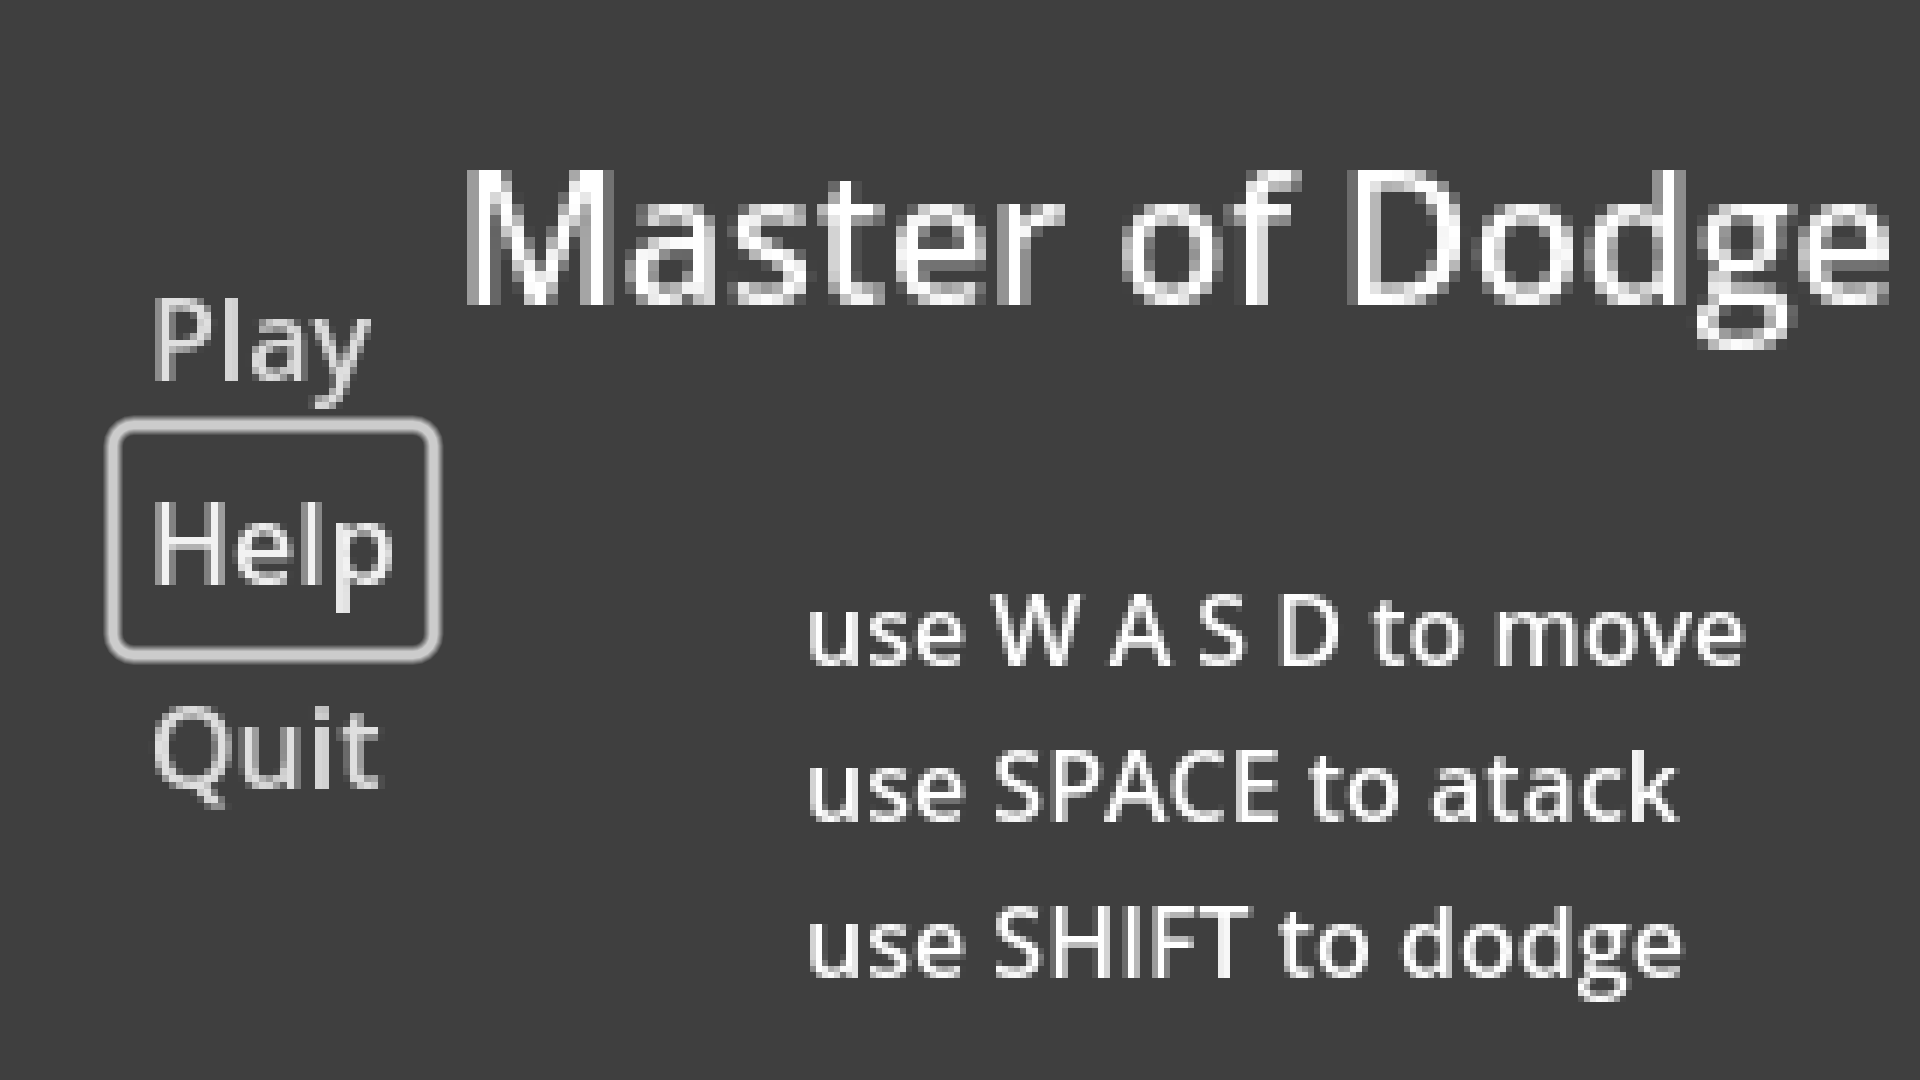 Master of Dodge
Play
Help
Quit
use W A S D to move
use SPACE to atack
use SHIFT to dodge